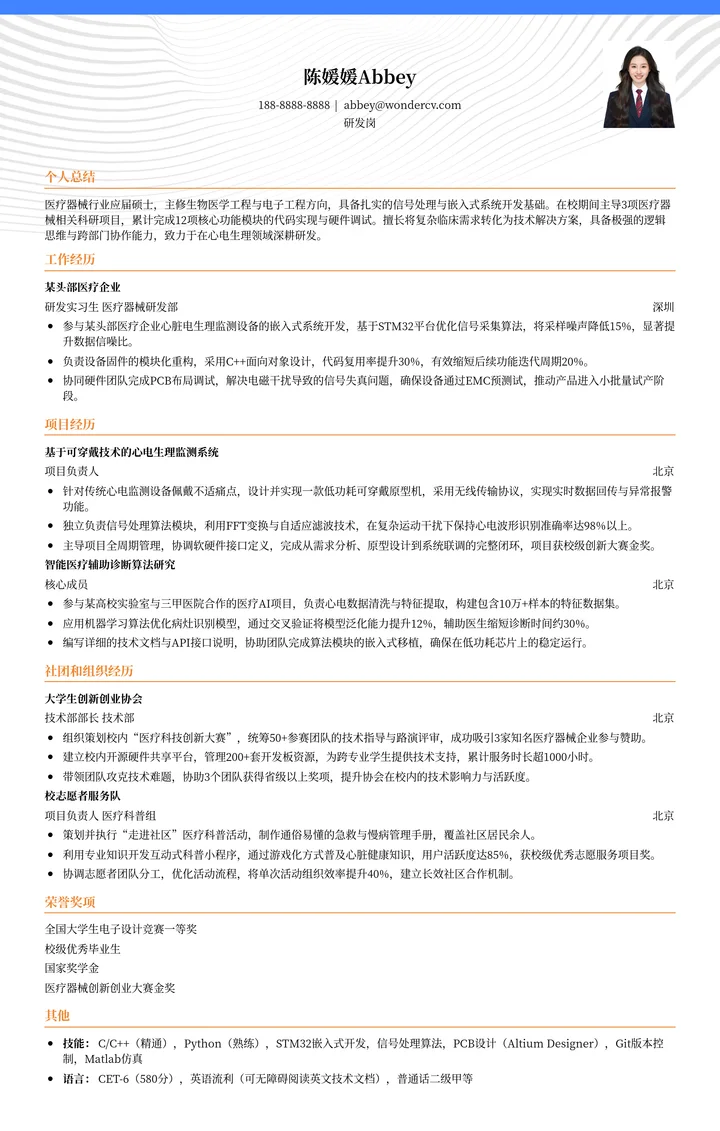 陈媛媛Abbey
188-8888-8888 | abbey@wondercv.com
研发岗
个人总结
医疗器械行业应届硕士，主修生物医学工程与电子工程方向，具备扎实的信号处理与嵌入式系统开发基础。在校期间主导3项医疗器
械相关科研项目，累计完成12项核心功能模块的代码实现与硬件调试。擅长将复杂临床需求转化为技术解决方案，具备极强的逻辑
思维与跨部门协作能力，致力于在心电生理领域深耕研发。
工作经历
某头部医疗企业
研发实习生 医疗器械研发部 深圳
• 参与某头部医疗企业心脏电生理监测设备的嵌入式系统开发，基于STM32平台优化信号采集算法，将采样噪声降低15%，显著提
升数据信噪比。
• 负责设备固件的模块化重构，采用C++面向对象设计，代码复用率提升30%，有效缩短后续功能迭代周期20%。
• 协同硬件团队完成PCB布局调试，解决电磁干扰导致的信号失真问题，确保设备通过EMC预测试，推动产品进入小批量试产阶
段。
项目经历
基于可穿戴技术的心电生理监测系统
项目负责人 北京
• 针对传统心电监测设备佩戴不适痛点，设计并实现一款低功耗可穿戴原型机，采用无线传输协议，实现实时数据回传与异常报警
功能。
• 独立负责信号处理算法模块，利用FFT变换与自适应滤波技术，在复杂运动干扰下保持心电波形识别准确率达98%以上。
• 主导项目全周期管理，协调软硬件接口定义，完成从需求分析、原型设计到系统联调的完整闭环，项目获校级创新大赛金奖。
智能医疗辅助诊断算法研究
核心成员 北京
• 参与某高校实验室与三甲医院合作的医疗AI项目，负责心电数据清洗与特征提取，构建包含10万+样本的特征数据集。
• 应用机器学习算法优化病灶识别模型，通过交叉验证将模型泛化能力提升12%，辅助医生缩短诊断时间约30%。
• 编写详细的技术文档与API接口说明，协助团队完成算法模块的嵌入式移植，确保在低功耗芯片上的稳定运行。
社团和组织经历
大学生创新创业协会
技术部部长 技术部 北京
• 组织策划校内“医疗科技创新大赛”，统筹50+参赛团队的技术指导与路演评审，成功吸引3家知名医疗器械企业参与赞助。
• 建立校内开源硬件共享平台，管理200+套开发板资源，为跨专业学生提供技术支持，累计服务时长超1000小时。
• 带领团队攻克技术难题，协助3个团队获得省级以上奖项，提升协会在校内的技术影响力与活跃度。
校志愿者服务队
项目负责人 医疗科普组 北京
• 策划并执行“走进社区”医疗科普活动，制作通俗易懂的急救与慢病管理手册，覆盖社区居民余人。
• 利用专业知识开发互动式科普小程序，通过游戏化方式普及心脏健康知识，用户活跃度达85%，获校级优秀志愿服务项目奖。
• 协调志愿者团队分工，优化活动流程，将单次活动组织效率提升40%，建立长效社区合作机制。
荣誉奖项
全国大学生电子设计竞赛一等奖
校级优秀毕业生
国家奖学金
医疗器械创新创业大赛金奖
其他
• 技能： C/C++（精通），Python（熟练），STM32嵌入式开发，信号处理算法，PCB设计（Altium Designer），Git版本控
制，Matlab仿真
• 语言： CET-6（580分），英语流利（可无障碍阅读英文技术文档），普通话二级甲等